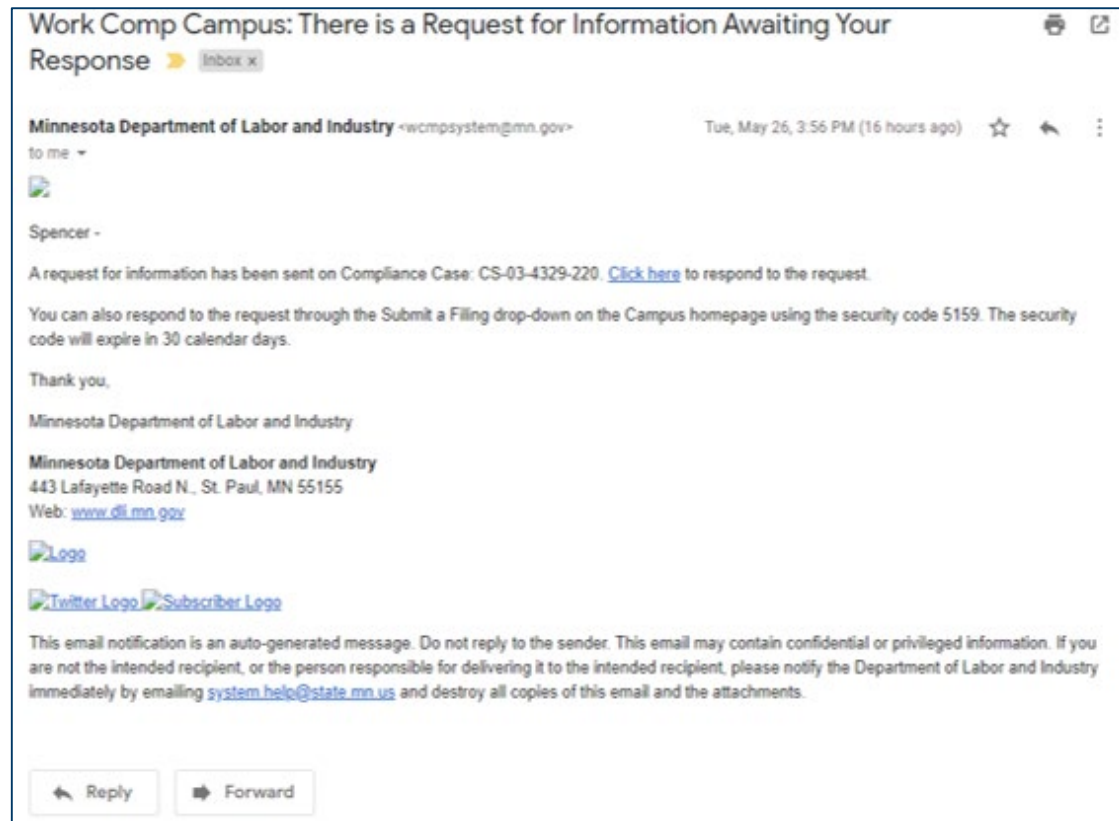 Work Comp Campus: There is a Request for Information Awaiting Your
Response Inbox x
Minnesota Department of Labor and Industry <wcmpsystem@mn.gov> Tue, May 26, 3:56 PM (16 hours ago)
to me
Spencer -
A request for information has been sent on Compliance Case: CS-03-4329-220. Click here to respond to the request.
You can also respond to the request through the Submit a Filing drop-down on the Campus homepage using the security code 5159. The security
code will expire in 30 calendar days.
Thank you,
Minnesota Department of Labor and Industry
Minnesota Department of Labor and Industry
443 Lafayette Road N., St. Paul, MN 55155
Web: www.dli.mn.gov
Logo
Twitter Logo Subscriber Logo
This email notification is an auto-generated message. Do not reply to the sender. This email may contain confidential or privileged information. If you
are not the intended recipient, or the person responsible for delivering it to the intended recipient, please notify the Department of Labor and Industry
immediately by emailing system.help@state.mn.us and destroy all copies of this email and the attachments.
Reply Forward